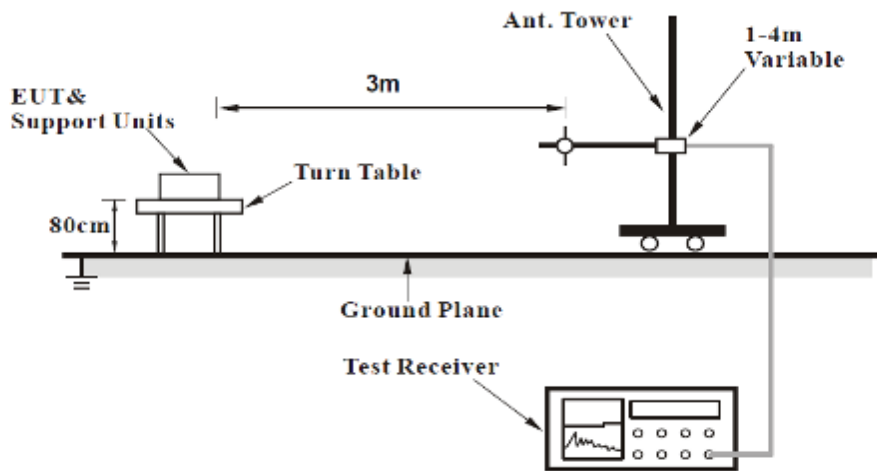 Ant. Tower
1-4m
Variable
3m
EUT&
Support Units
Turn Table
80cm
Ground Plane
Test Receiver